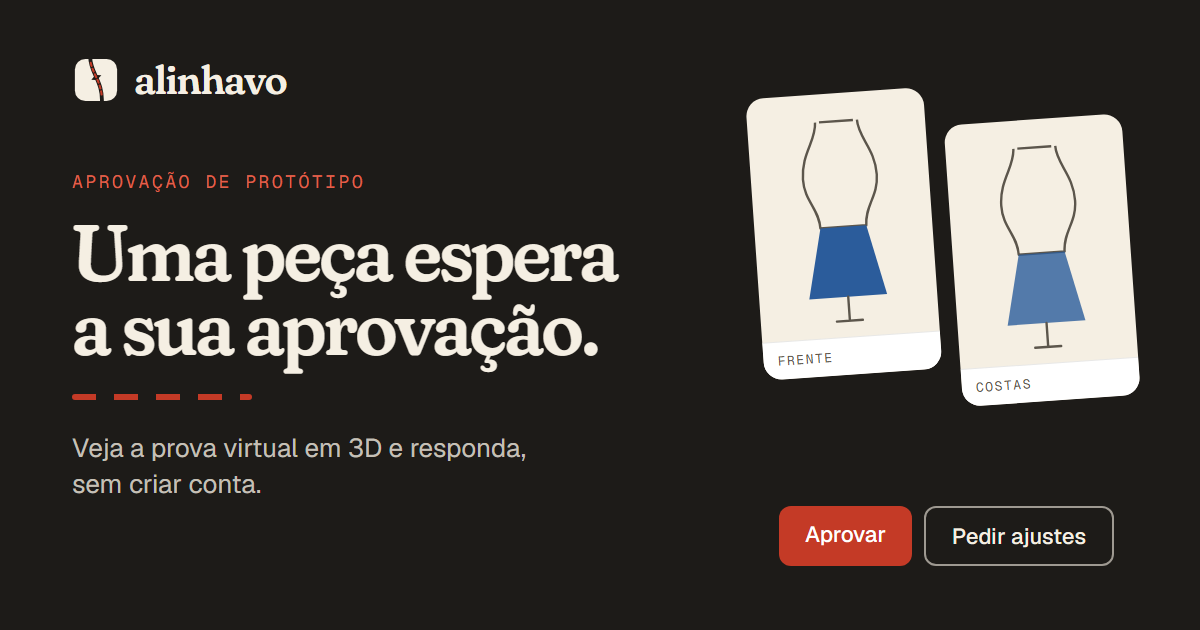 alinhavo
APROVAÇÃO DE PROTÓTIPO
Uma peça espera
a sua aprovação.
Veja a prova virtual em 3D e responda,
sem criar conta.
FRENTE
COSTAS
Aprovar
Pedir ajustes